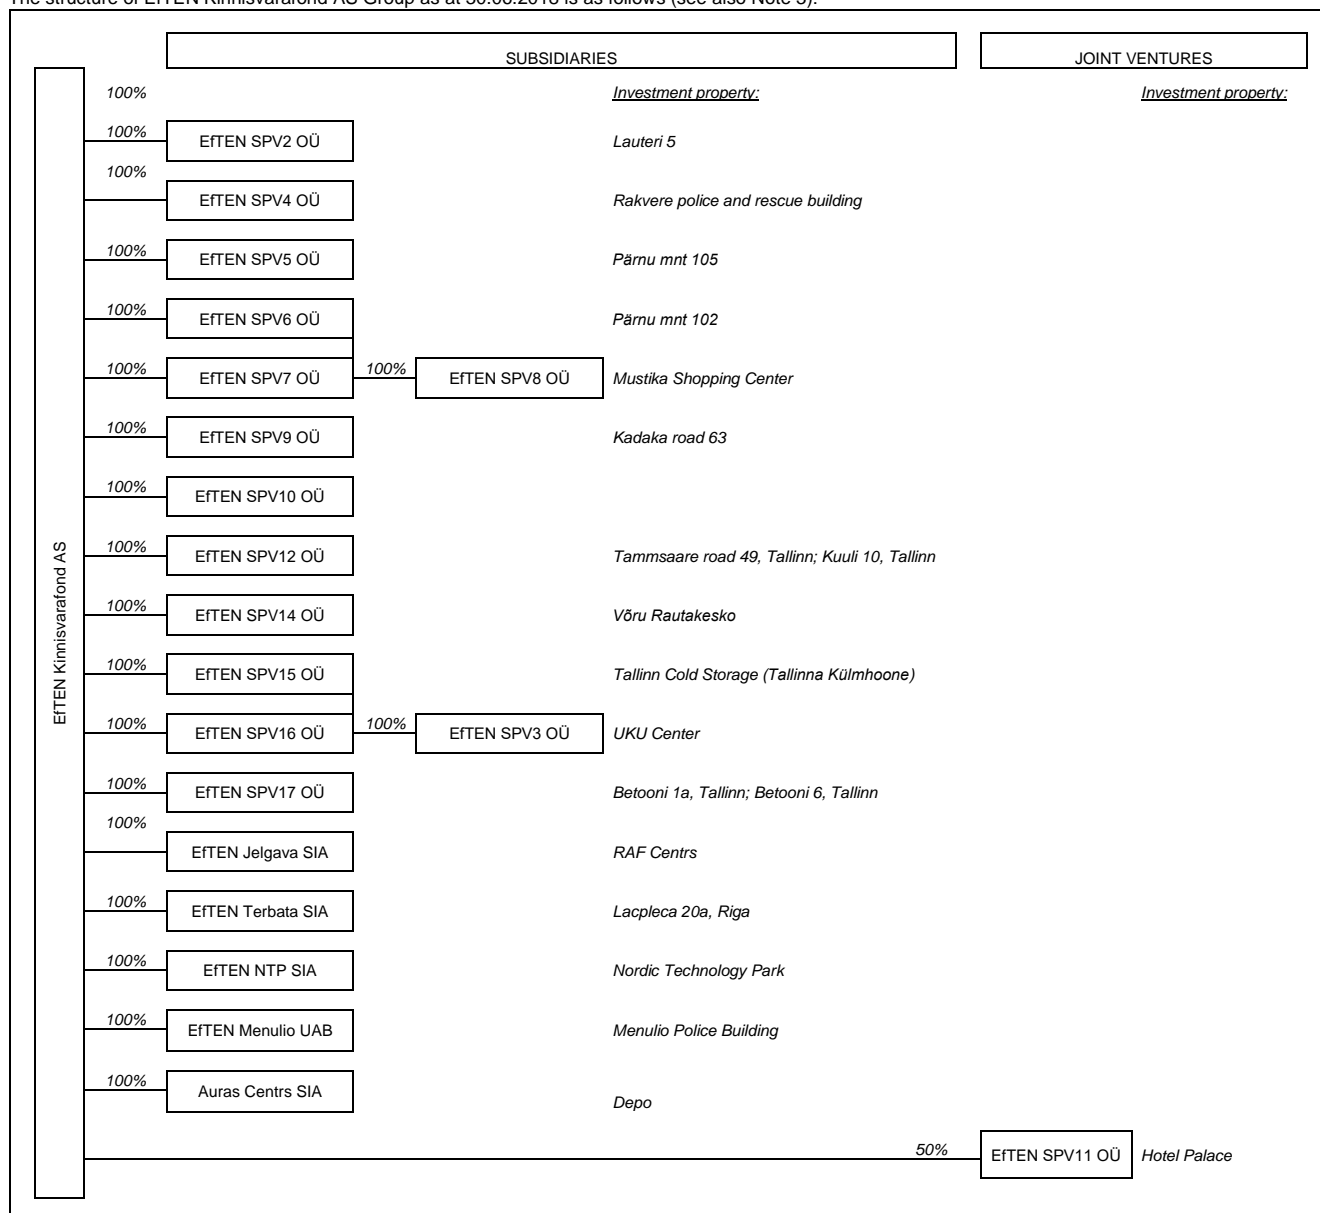 The structure of EfTEN Kinnisvarafond AS Group as at 30.06.2018 is as follows (see also Note 3):
SUBSIDIARIES JOINT VENTURES
100% Investment property: Investment property:
100% EfTEN SPV2 OÜ Lauteri 5
100%
EfTEN SPV4 OÜ Rakvere police and rescue building
100% EfTEN SPV5 OÜ Pärnu mnt 105
100% EfTEN SPV6 OÜ Pärnu mnt 102
100% EfTEN SPV7 OÜ 100% EfTEN SPV8 OÜ Mustika Shopping Center
100% EfTEN SPV9 OÜ Kadaka road 63
100% EfTEN SPV10 OÜ
EfTEN Kinnisvarafond AS
100% EfTEN SPV12 OÜ Tammsaare road 49, Tallinn; Kuuli 10, Tallinn
100% EfTEN SPV14 OÜ Võru Rautakesko
100% EfTEN SPV15 OÜ Tallinn Cold Storage (Tallinna Külmhoone)
100% EfTEN SPV16 OÜ 100% EfTEN SPV3 OÜ UKU Center
100% EfTEN SPV17 OÜ Betooni 1a, Tallinn; Betooni 6, Tallinn
100%
EfTEN Jelgava SIA RAF Centrs
100% EfTEN Terbata SIA Lacpleca 20a, Riga
100% EfTEN NTP SIA Nordic Technology Park
100% EfTEN Menulio UAB Menulio Police Building
100% Auras Centrs SIA
Depo
50% EfTEN SPV11 OÜ Hotel Palace